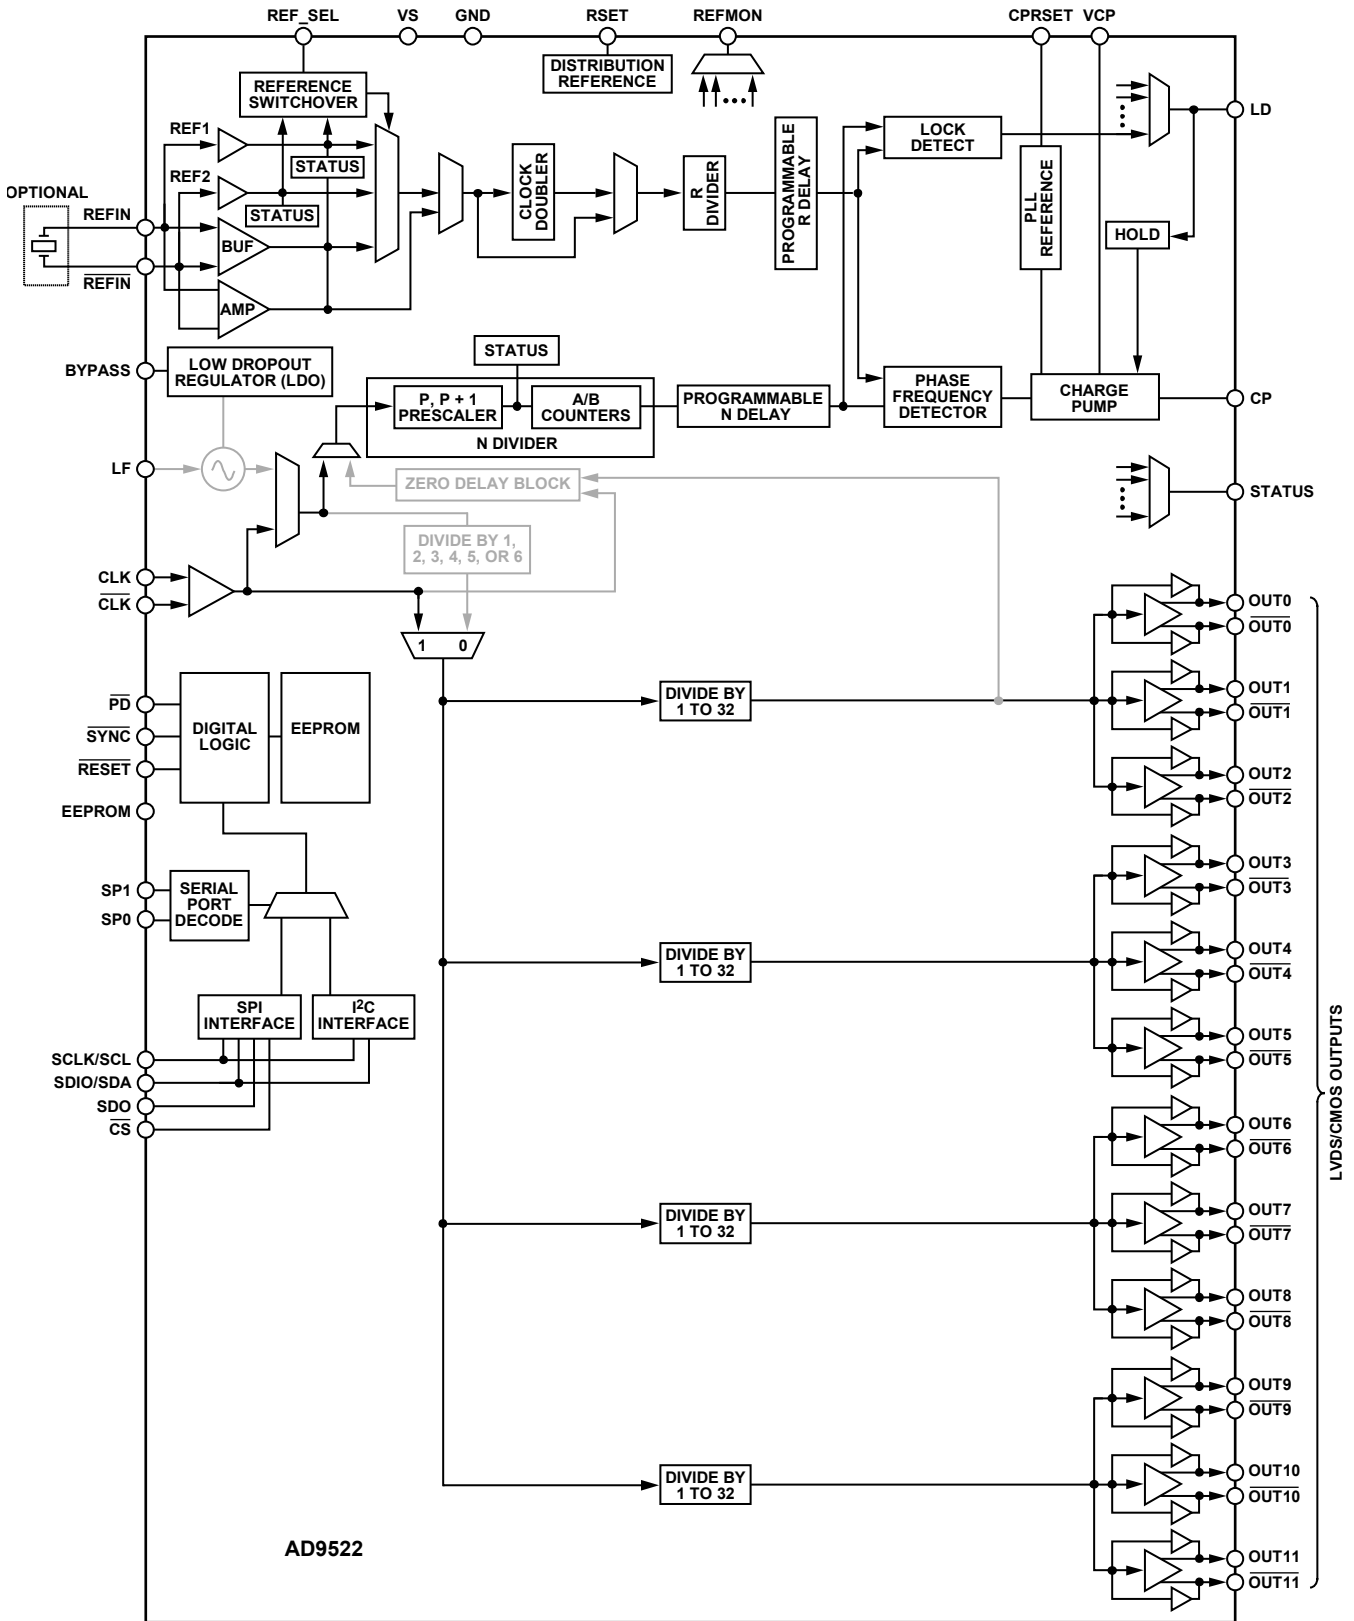 REF_SEL
VS
GND
RSET
REFMON
CPRSET
VCP
DISTRIBUTION
REFERENCE
REFERENCE
SWITCHOVER
LD
REF1
STATUS
REF2
STATUS
CLOCK
DOUBLER
R
DIVIDER
PROGRAMMABLE
R DELAY
LOCK
DETECT
PLL
REFERENCE
HOLD
OPTIONAL
REFIN
BUF
REFIN
AMP
BYPASS
LOW DROPOUT
REGULATOR (LDO)
STATUS
P, P + 1
PRESCALER
A/B
COUNTERS
N DIVIDER
PROGRAMMABLE
N DELAY
PHASE
FREQUENCY
DETECTOR
CHARGE
PUMP
CP
LF
ZERO DELAY BLOCK
STATUS
DIVIDE BY 1,
2, 3, 4, 5, OR 6
CLK
CLK
1 0
OUT0
OUT0
PD
SYNC
RESET
EEPROM
DIGITAL
LOGIC
EEPROM
DIVIDE BY
1 TO 32
OUT1
OUT1
OUT2
OUT2
SP1
SP0
SERIAL
PORT
DECODE
OUT3
OUT3
DIVIDE BY
1 TO 32
OUT4
OUT4
SPI
INTERFACE
I2C
INTERFACE
OUT5
OUT5
SCLK/SCL
SDIO/SDA
SDO
CS
LVDS/CMOS OUTPUTS
OUT6
OUT6
DIVIDE BY
1 TO 32
OUT7
OUT7
OUT8
OUT8
OUT9
OUT9
DIVIDE BY
1 TO 32
OUT10
OUT10
AD9522
OUT11
OUT11